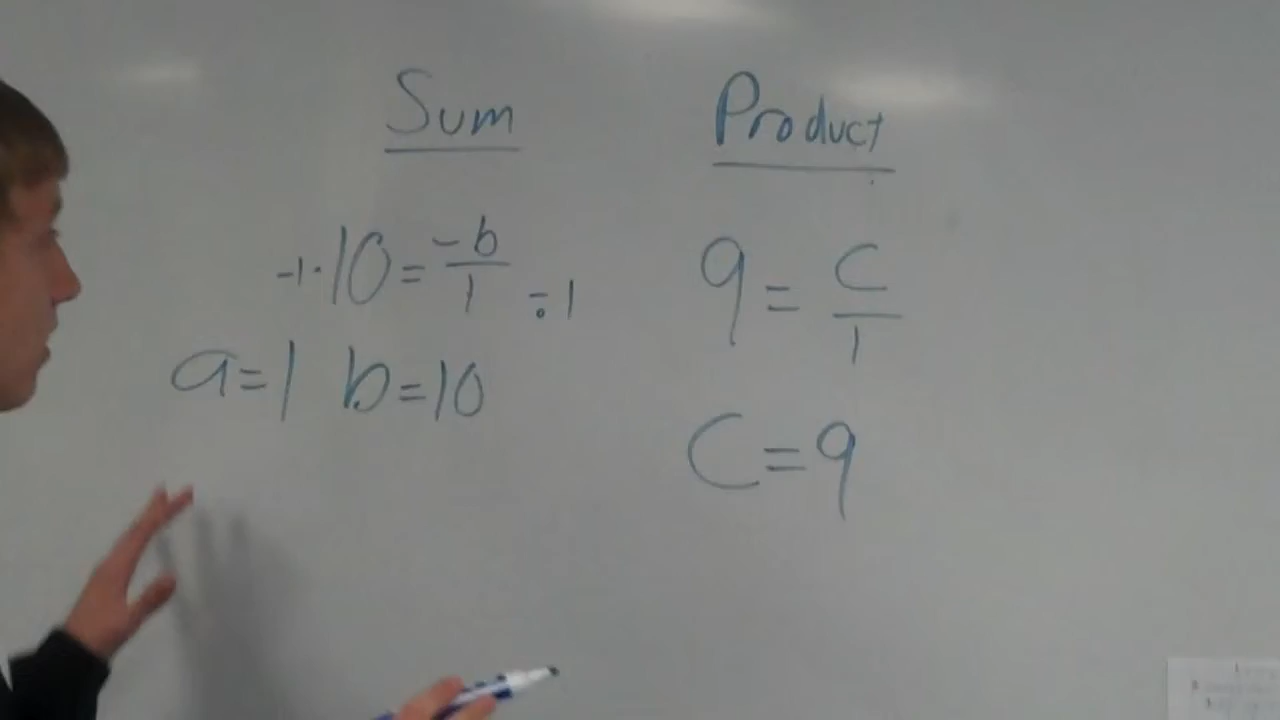 Sum
Product
-1·10 = -b/1 ÷1
9 = C/1
a=1 b=10
C=9